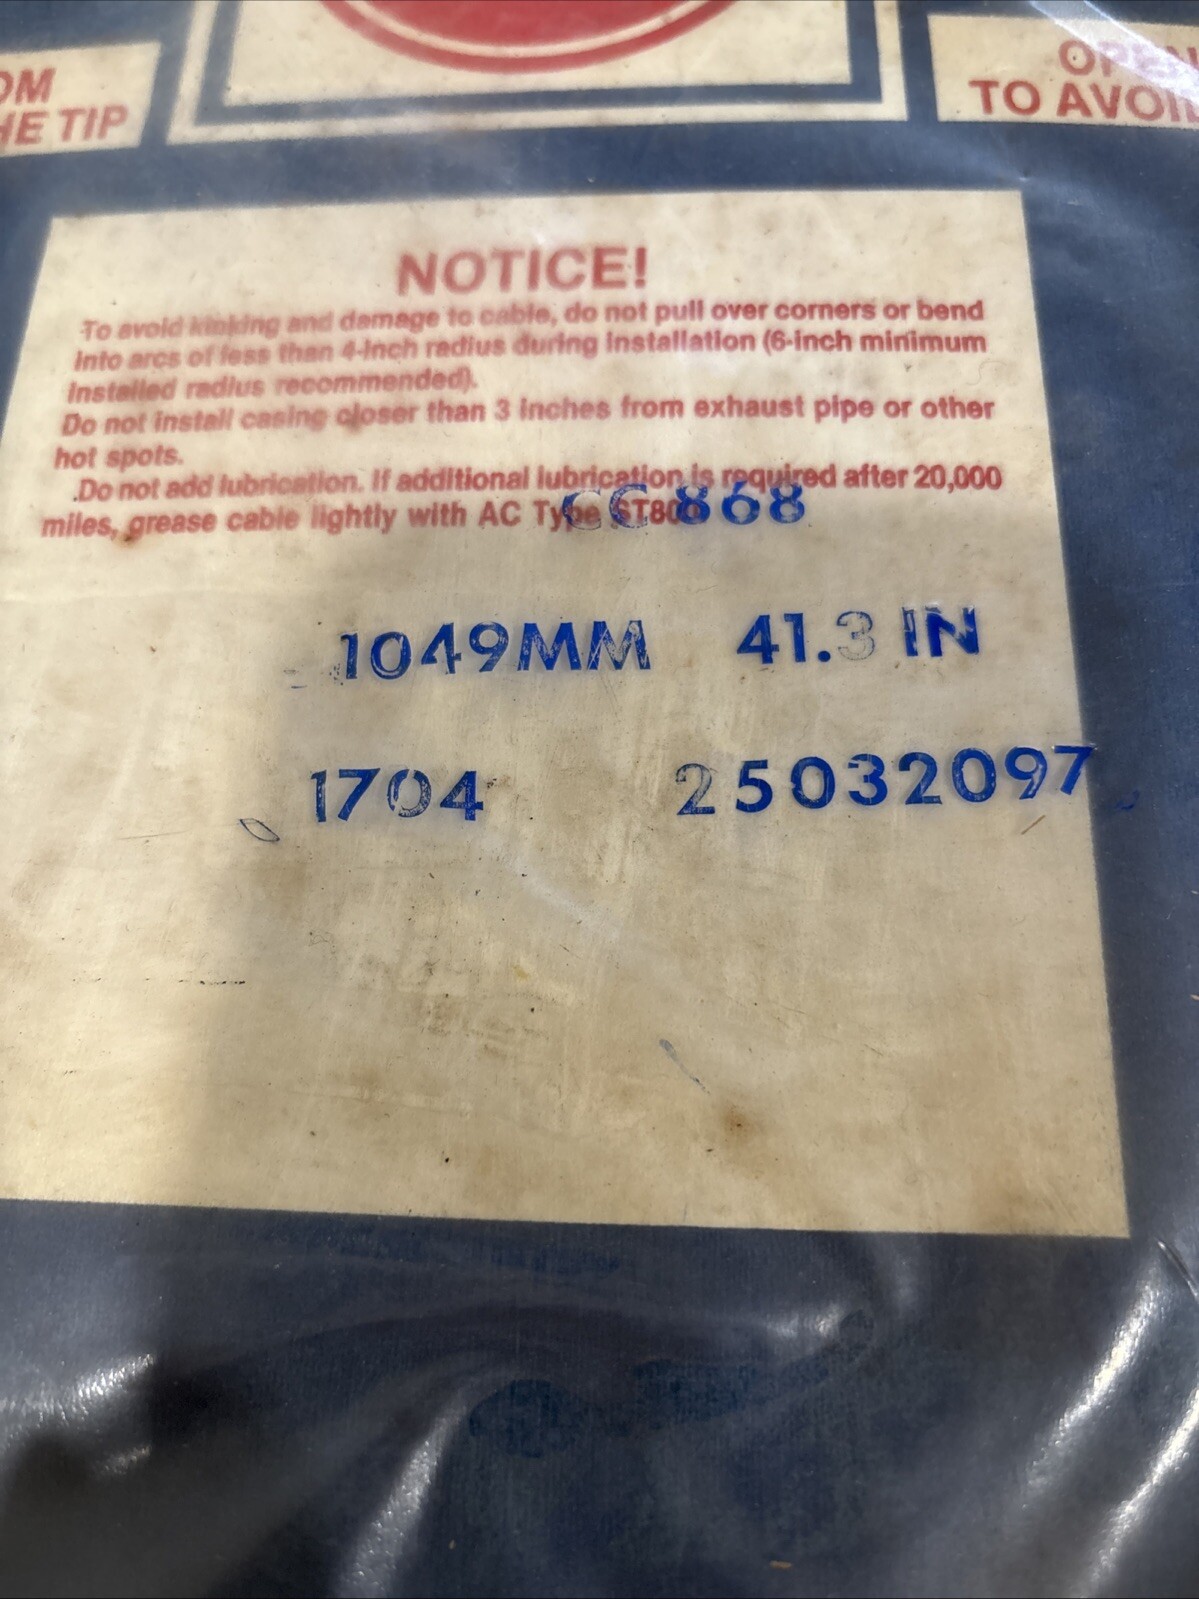 OM
HE TIP
OPEN
TO AVOID
NOTICE!
To avoid kinking and damage to cable, do not pull over corners or bend
into arcs of less than 4-inch radius during installation (6-inch minimum
installed radius recommended).
Do not install casing closer than 3 inches from exhaust pipe or other
hot spots.
.Do not add lubrication. If additional lubrication is required after 20,000
miles, grease cable lightly with AC Type ST800
CC 868
1049MM 41.3 IN
1704 25032097